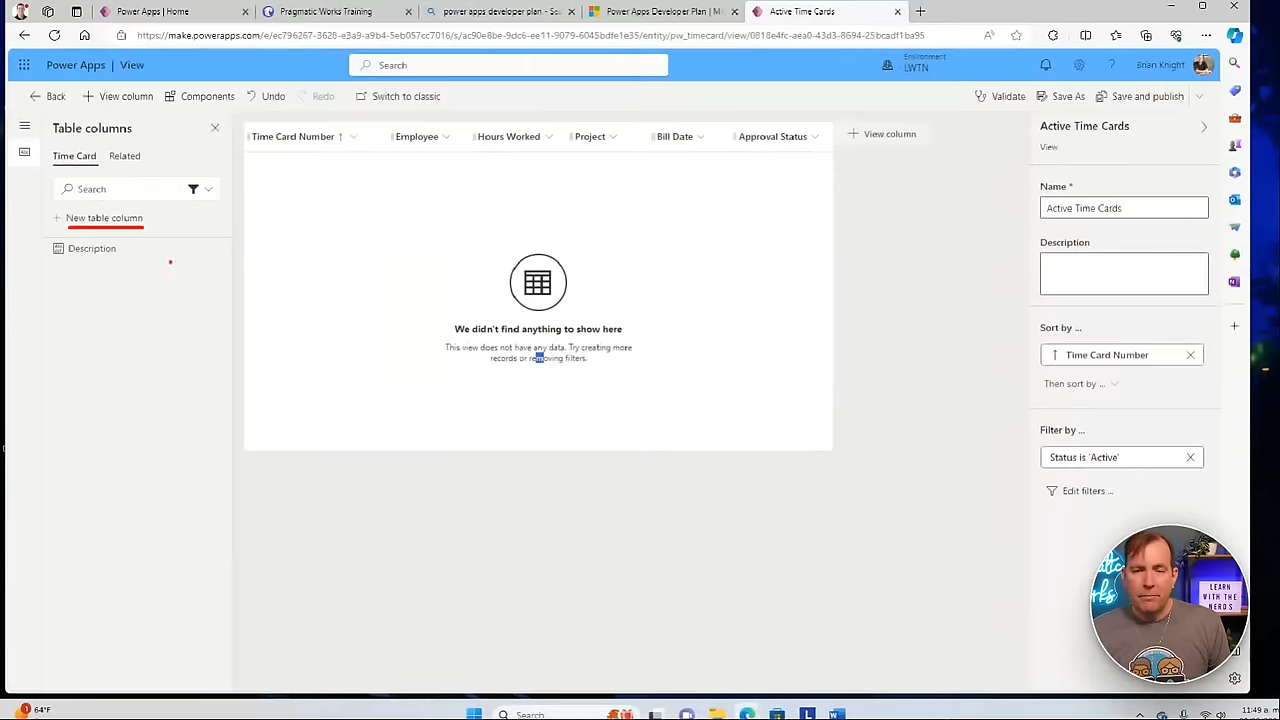 Power Apps | Home
Pragmatic Works Training
power apps developer plan - Se
Power Apps Developer Plan | Mi
Active Time Cards
https://make.powerapps.com/e/ec796267-3628-e3a9-a9b4-5eb057cc7016/s/ac90e8be-9dc6-ee11-9079-6045bdfe1e35/entity/pw_timecard/view/0818e4fc-aea0-43d3-8694-25bcadf1ba95
Power Apps | View
Search
Environment
LWTN
Brian Knight
Back
View column
Components
Undo
Redo
Switch to classic
Validate
Save As
Save and publish
Table columns
Time Card
Related
Search
New table column
Description
Time Card Number
Employee
Hours Worked
Project
Bill Date
Approval Status
View column
We didn't find anything to show here
This view does not have any data. Try creating more
records or removing filters.
Active Time Cards
View
Name *
Active Time Cards
Description
Sort by ...
Time Card Number
Then sort by ...
Filter by ...
Status is 'Active'
Edit filters ...
LEARN
WITH THE
NERDS
64°F
Search
11:49 a. m.